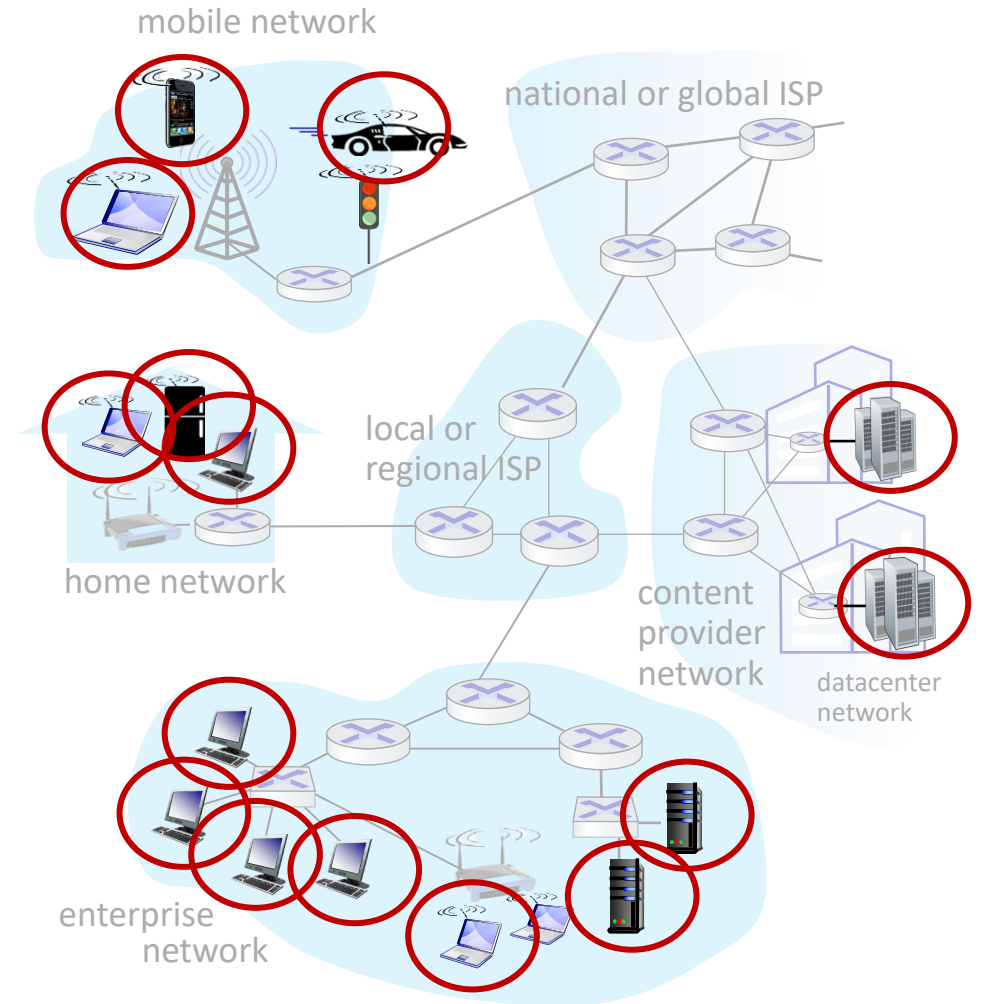 mobile network
national or global ISP
local or
regional ISP
home network
content
provider
network
datacenter
network
enterprise
network